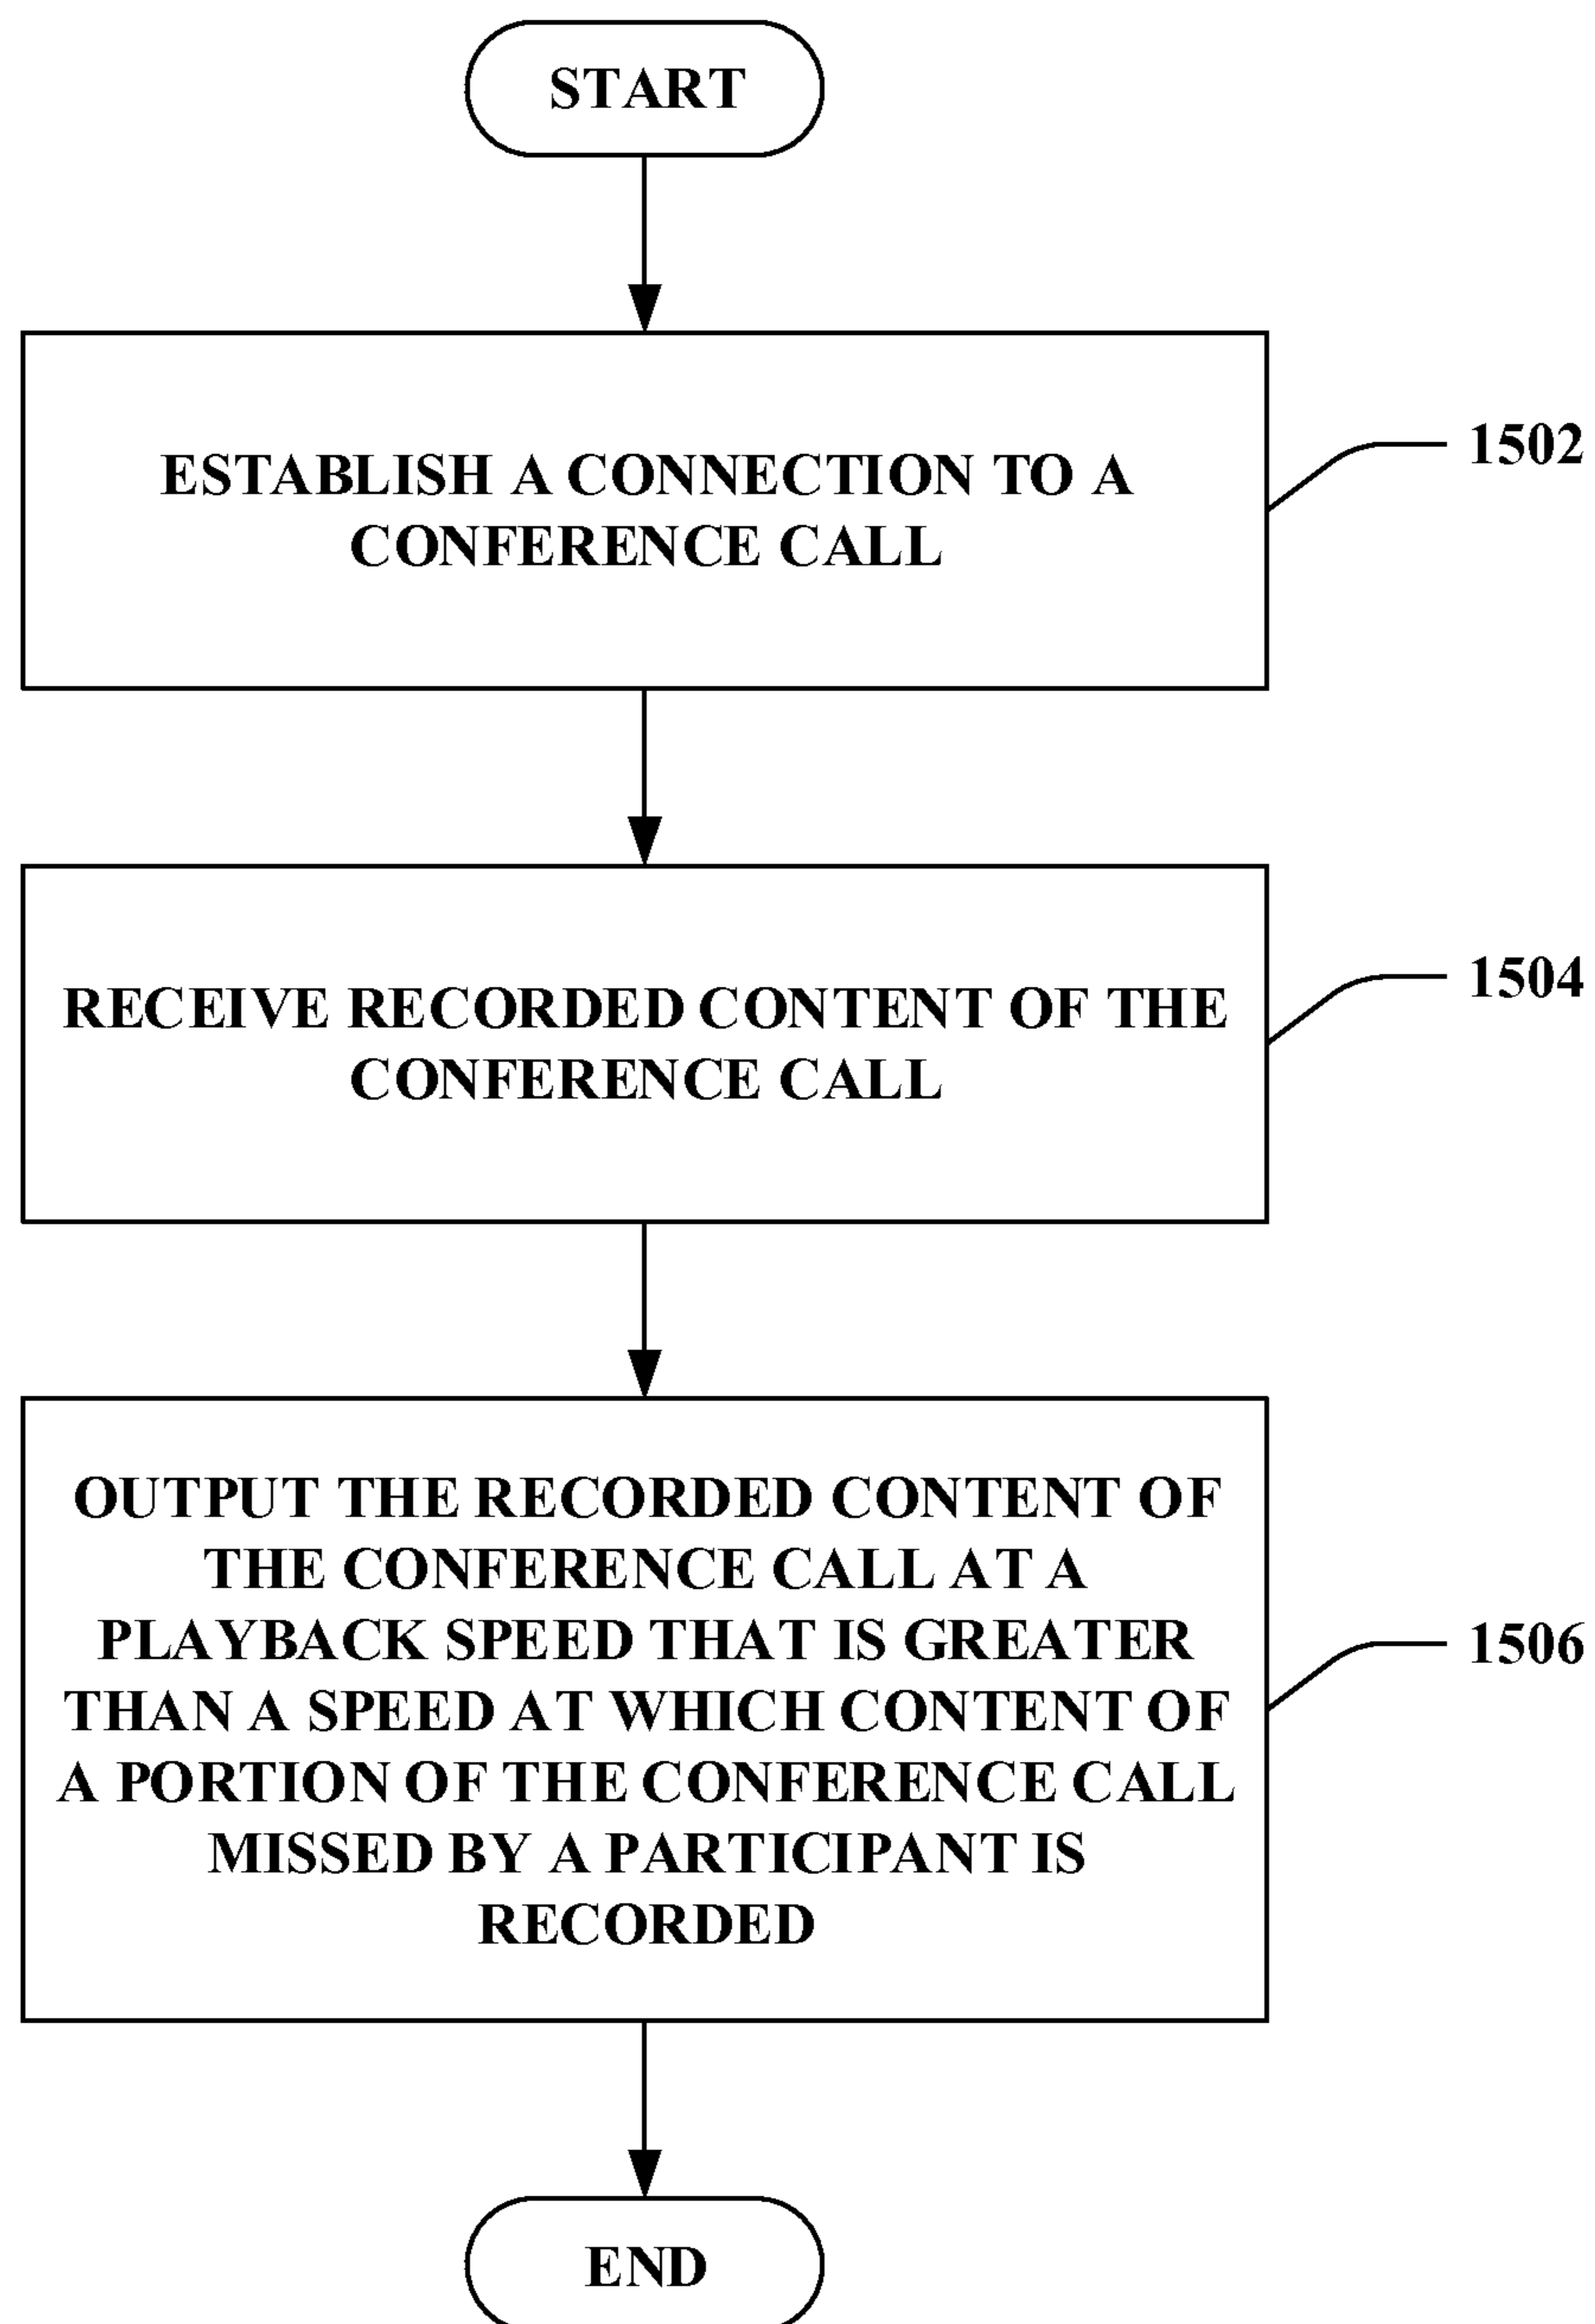 START
ESTABLISH A CONNECTION TO A
CONFERENCE CALL
1502
RECEIVE RECORDED CONTENT OF THE
CONFERENCE CALL
1504
OUTPUT THE RECORDED CONTENT OF
THE CONFERENCE CALL AT A
PLAYBACK SPEED THAT IS GREATER
THAN A SPEED AT WHICH CONTENT OF
A PORTION OF THE CONFERENCE CALL
MISSED BY A PARTICIPANT IS
RECORDED
1506
END